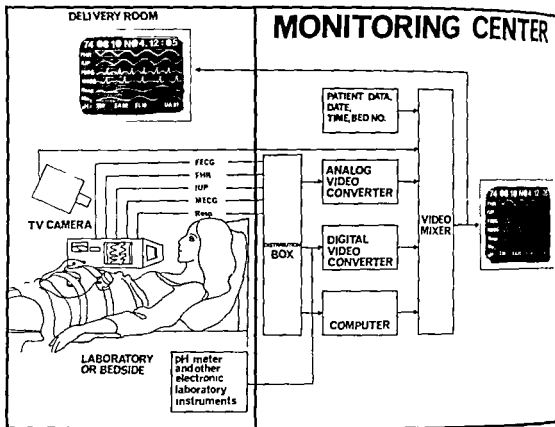 DELIVERY ROOM
MONITORING CENTER
PATIENT DATA,
DATE,
TIME, BED NO.
FECG
FHR
IUP
MECG
Resp.
TV CAMERA
DISTRIBUTION
BOX
ANALOG
VIDEO
CONVERTER
DIGITAL
VIDEO
CONVERTER
COMPUTER
VIDEO
MIXER
LABORATORY
OR BEDSIDE
pH meter
and other
electronic
laboratory
instruments